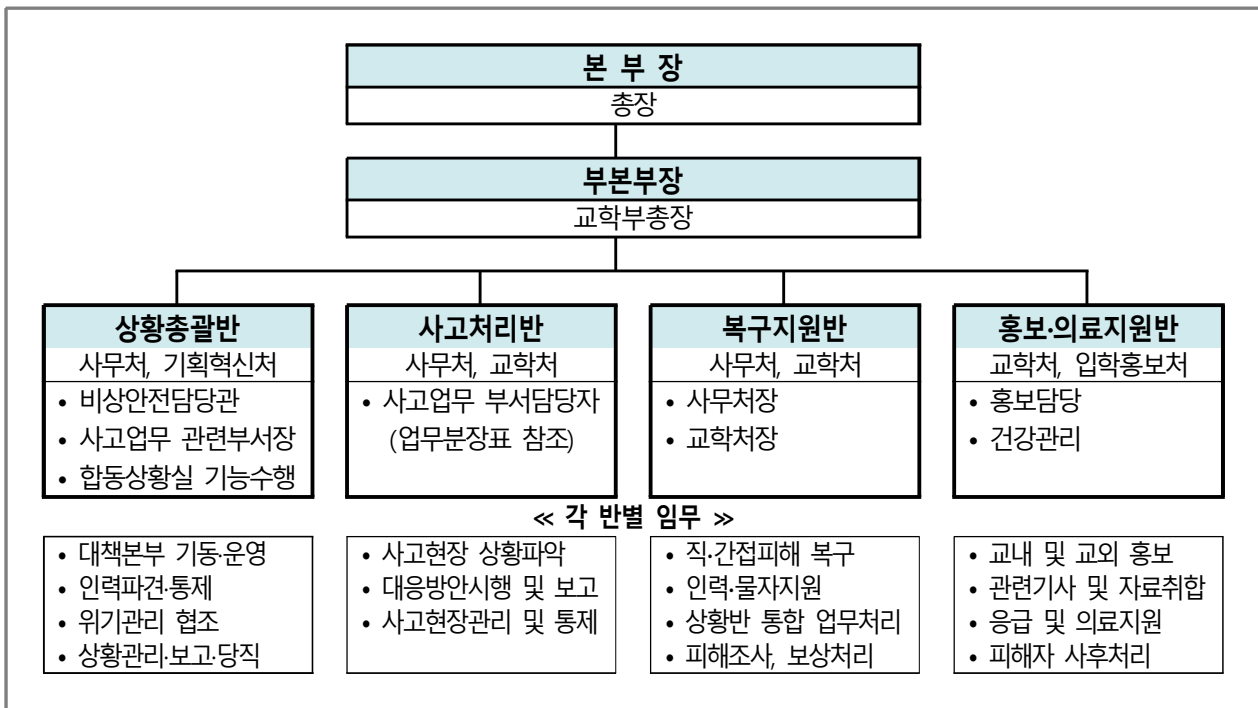 본 부 장
총장
부본부장
교학부총장
상황총괄반
사무처, 기획혁신처
• 비상안전담당관
• 사고업무 관련부서장
• 합동상황실 기능수행
사고처리반
사무처, 교학처
• 사고업무 부서담당자
(업무분장표 참조)
복구지원반
사무처, 교학처
• 사무처장
• 교학처장
홍보·의료지원반
교학처, 입학홍보처
• 홍보담당
• 건강관리
≪ 각 반별 임무 ≫
• 대책본부 기동·운영
• 인력파견·통제
• 위기관리 협조
• 상황관리·보고·당직
• 사고현장 상황파악
• 대응방안시행 및 보고
• 사고현장관리 및 통제
• 직·간접피해 복구
• 인력·물자지원
• 상황반 통합 업무처리
• 피해조사, 보상처리
• 교내 및 교외 홍보
• 관련기사 및 자료취합
• 응급 및 의료지원
• 피해자 사후처리